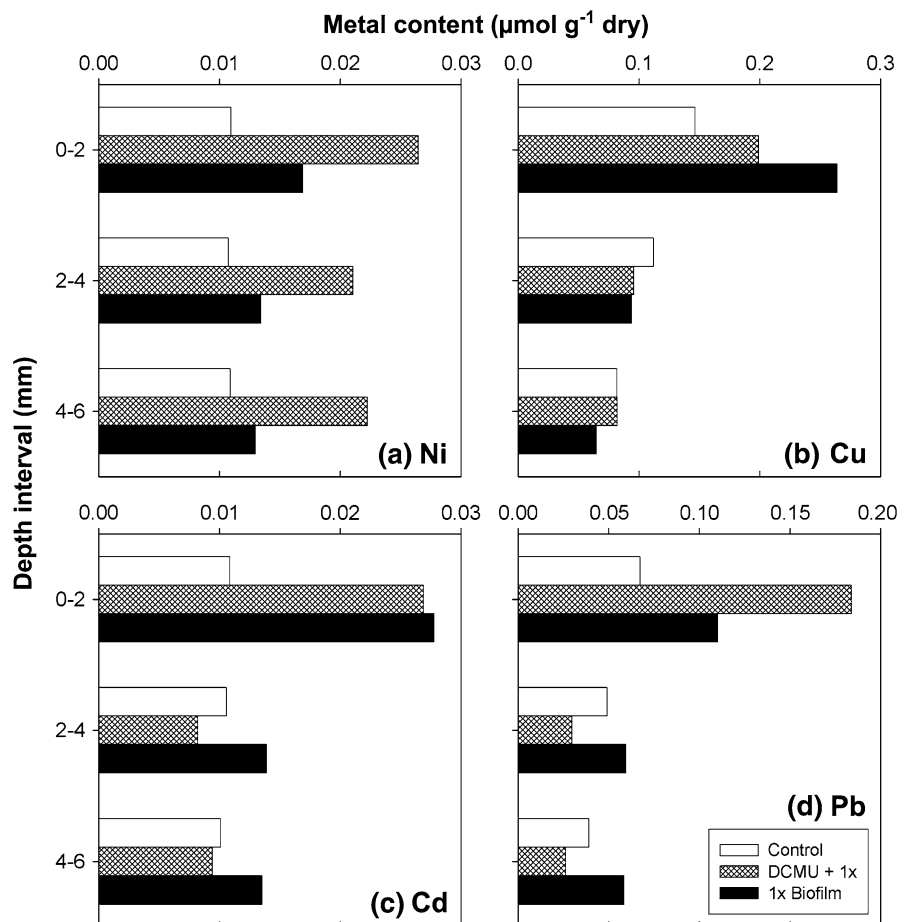 Metal content (µmol g⁻¹ dry)
0.00 0.01 0.02 0.03
0.0 0.1 0.2 0.3
Depth interval (mm)
0-2
2-4
4-6
(a) Ni
(b) Cu
0.00 0.01 0.02 0.03
0.00 0.05 0.10 0.15 0.20
0-2
2-4
4-6
(c) Cd
(d) Pb
Control
DCMU + 1x
1x Biofilm